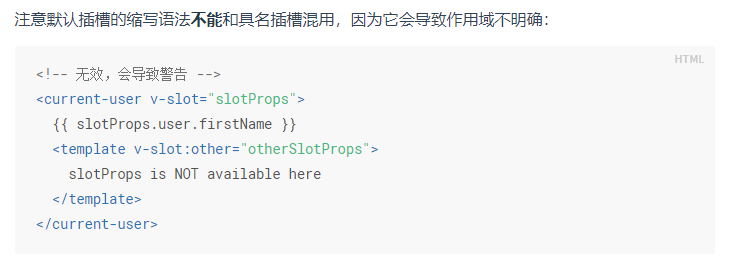 注意默认插槽的缩写语法不能和具名插槽混用，因为它会导致作用域不明确：
HTML
<!-- 无效，会导致警告 -->
<current-user v-slot="slotProps">
  {{ slotProps.user.firstName }}
  <template v-slot:other="otherSlotProps">
    slotProps is NOT available here
  </template>
</current-user>